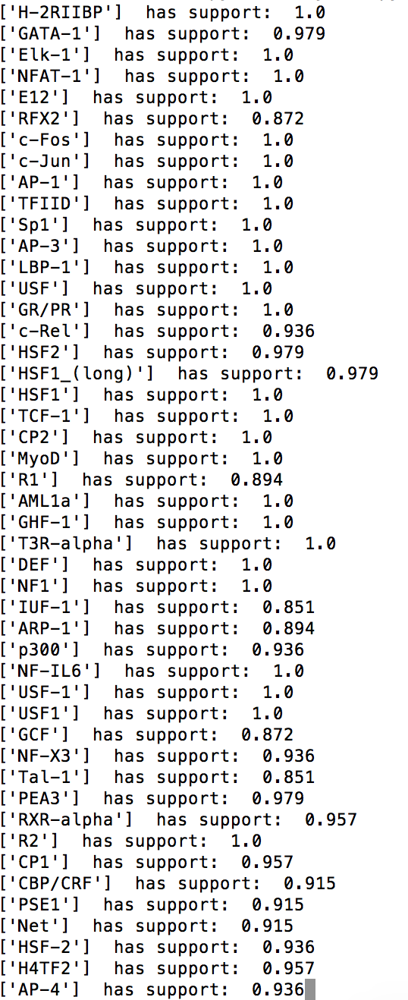 ['H-2RIIBP']  has support:  1.0
['GATA-1']  has support:  0.979
['Elk-1']  has support:  1.0
['NFAT-1']  has support:  1.0
['E12']  has support:  1.0
['RFX2']  has support:  0.872
['c-Fos']  has support:  1.0
['c-Jun']  has support:  1.0
['AP-1']  has support:  1.0
['TFIID']  has support:  1.0
['Sp1']  has support:  1.0
['AP-3']  has support:  1.0
['LBP-1']  has support:  1.0
['USF']  has support:  1.0
['GR/PR']  has support:  1.0
['c-Rel']  has support:  0.936
['HSF2']  has support:  0.979
['HSF1_(long)']  has support:  0.979
['HSF1']  has support:  1.0
['TCF-1']  has support:  1.0
['CP2']  has support:  1.0
['MyoD']  has support:  1.0
['R1']  has support:  0.894
['AML1a']  has support:  1.0
['GHF-1']  has support:  1.0
['T3R-alpha']  has support:  1.0
['DEF']  has support:  1.0
['NF1']  has support:  1.0
['IUF-1']  has support:  0.851
['ARP-1']  has support:  0.894
['p300']  has support:  0.936
['NF-IL6']  has support:  1.0
['USF-1']  has support:  1.0
['USF1']  has support:  1.0
['GCF']  has support:  0.872
['NF-X3']  has support:  0.936
['Tal-1']  has support:  0.851
['PEA3']  has support:  0.979
['RXR-alpha']  has support:  0.957
['R2']  has support:  1.0
['CP1']  has support:  0.957
['CBP/CRF']  has support:  0.915
['PSE1']  has support:  0.915
['Net']  has support:  0.915
['HSF-2']  has support:  0.936
['H4TF2']  has support:  0.957
['AP-4']  has support:  0.936